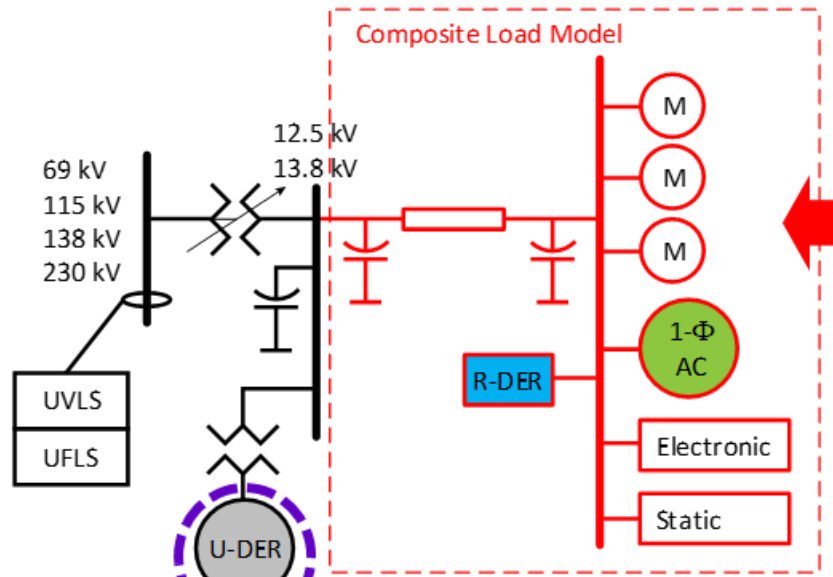 Composite Load Model
12.5 kV
13.8 kV
69 kV
115 kV
138 kV
230 kV
M
M
M
1-Φ
AC
R-DER
UVLS
UFLS
Electronic
Static
U-DER